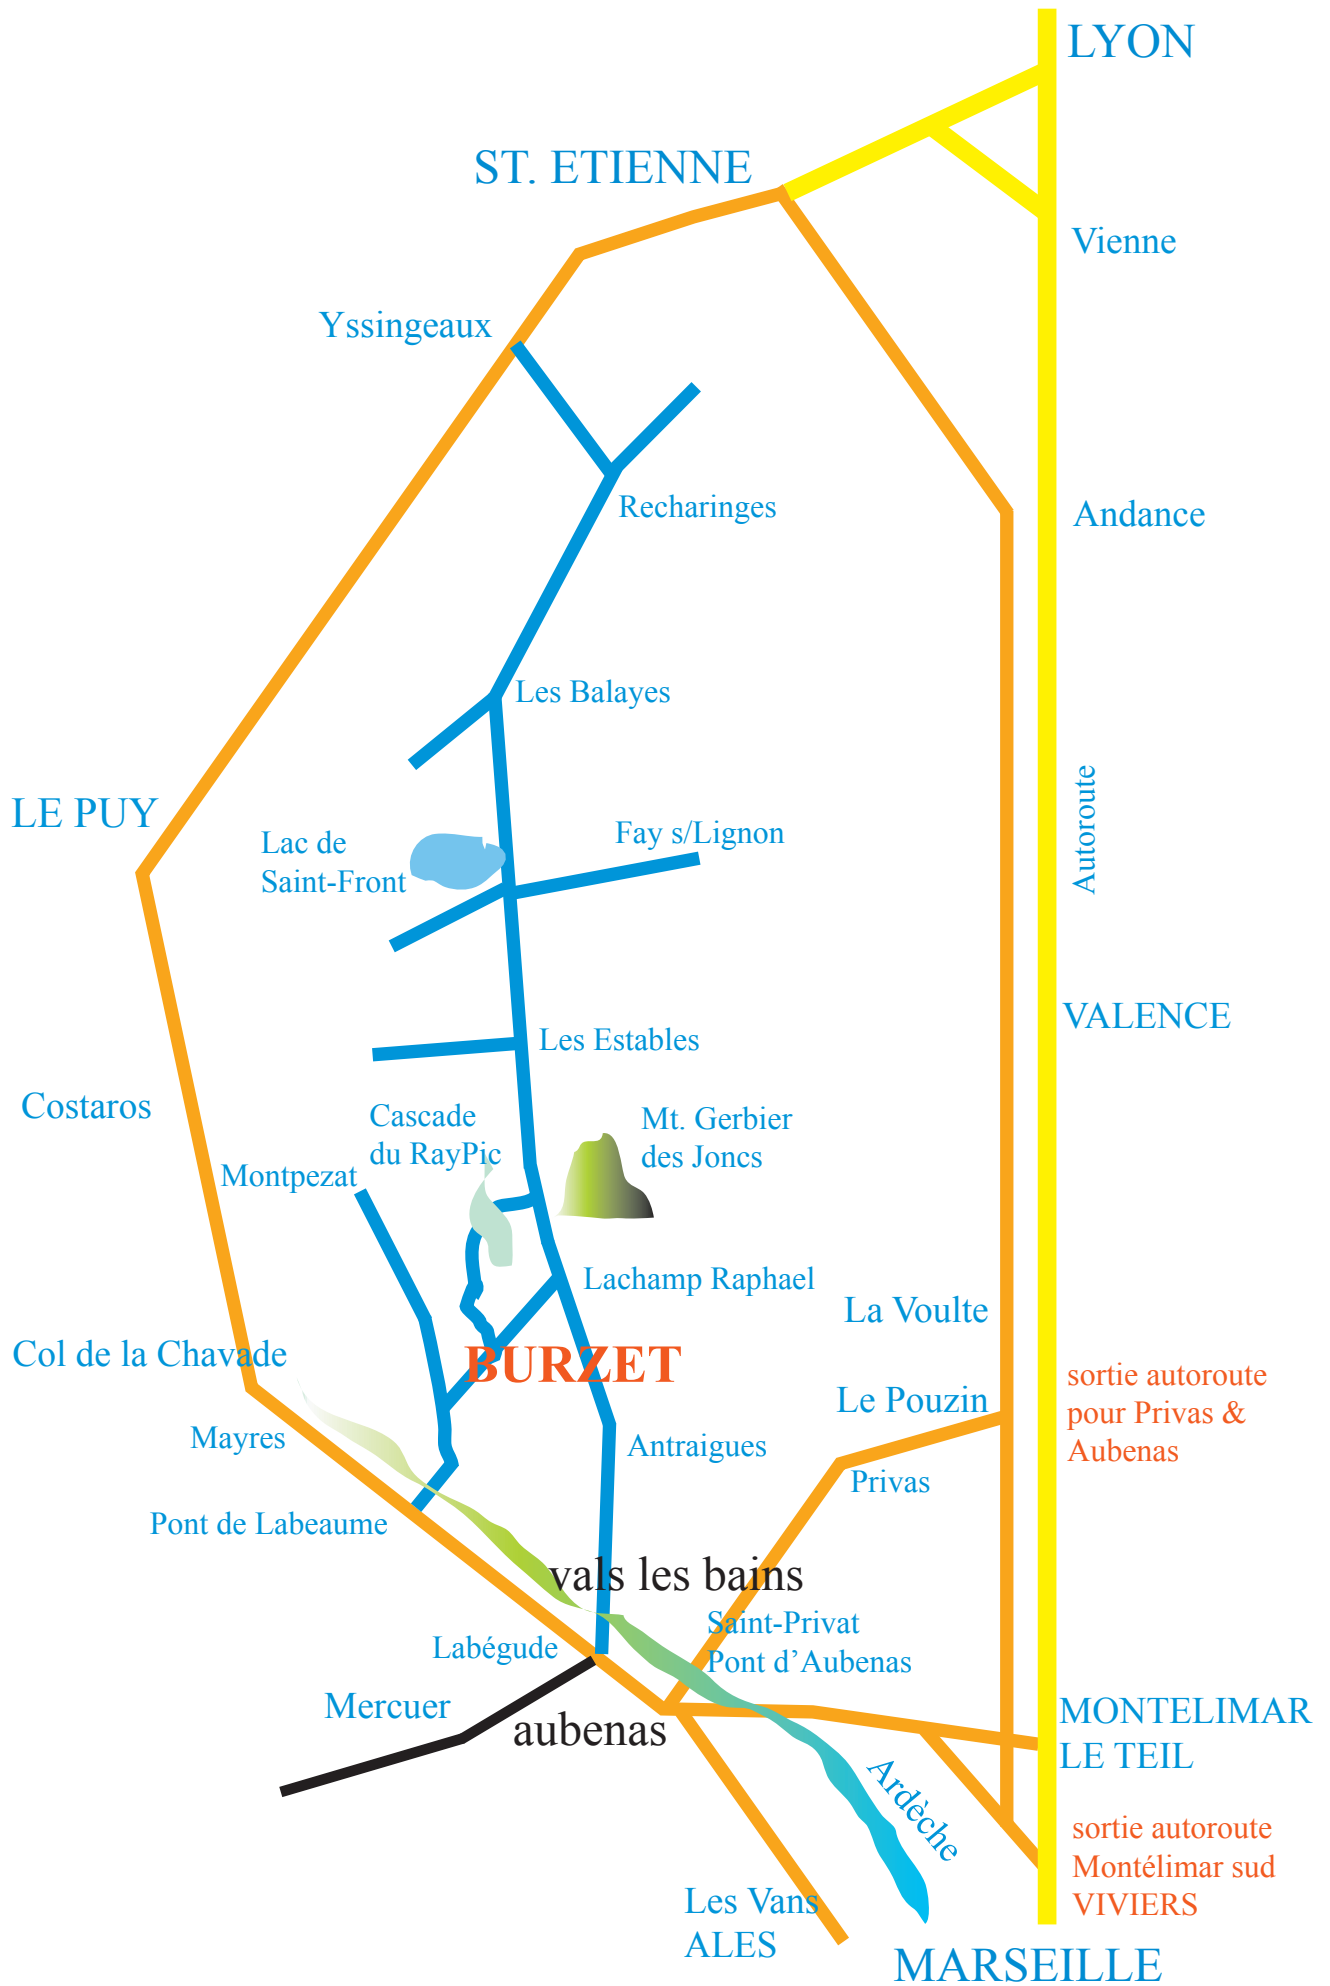 LYON
ST. ETIENNE
Vienne
Yssingeaux
Recharinges
Andance
Les Balayes
Autoroute
LE PUY
Lac de
Saint-Front
Fay s/Lignon
VALENCE
Les Estables
Costaros
Cascade
du RayPic
Mt. Gerbier
des Joncs
Montpezat
Lachamp Raphael
La Voulte
Col de la Chavade
BURZET
sortie autoroute
pour Privas &
Aubenas
Le Pouzin
Mayres
Antraigues
Privas
Pont de Labeaume
vals les bains
Saint-Privat
Pont d'Aubenas
Labégude
Mercuer
aubenas
MONTELIMAR
LE TEIL
Ardèche
sortie autoroute
Montélimar sud
VIVIERS
Les Vans
ALES
MARSEILLE